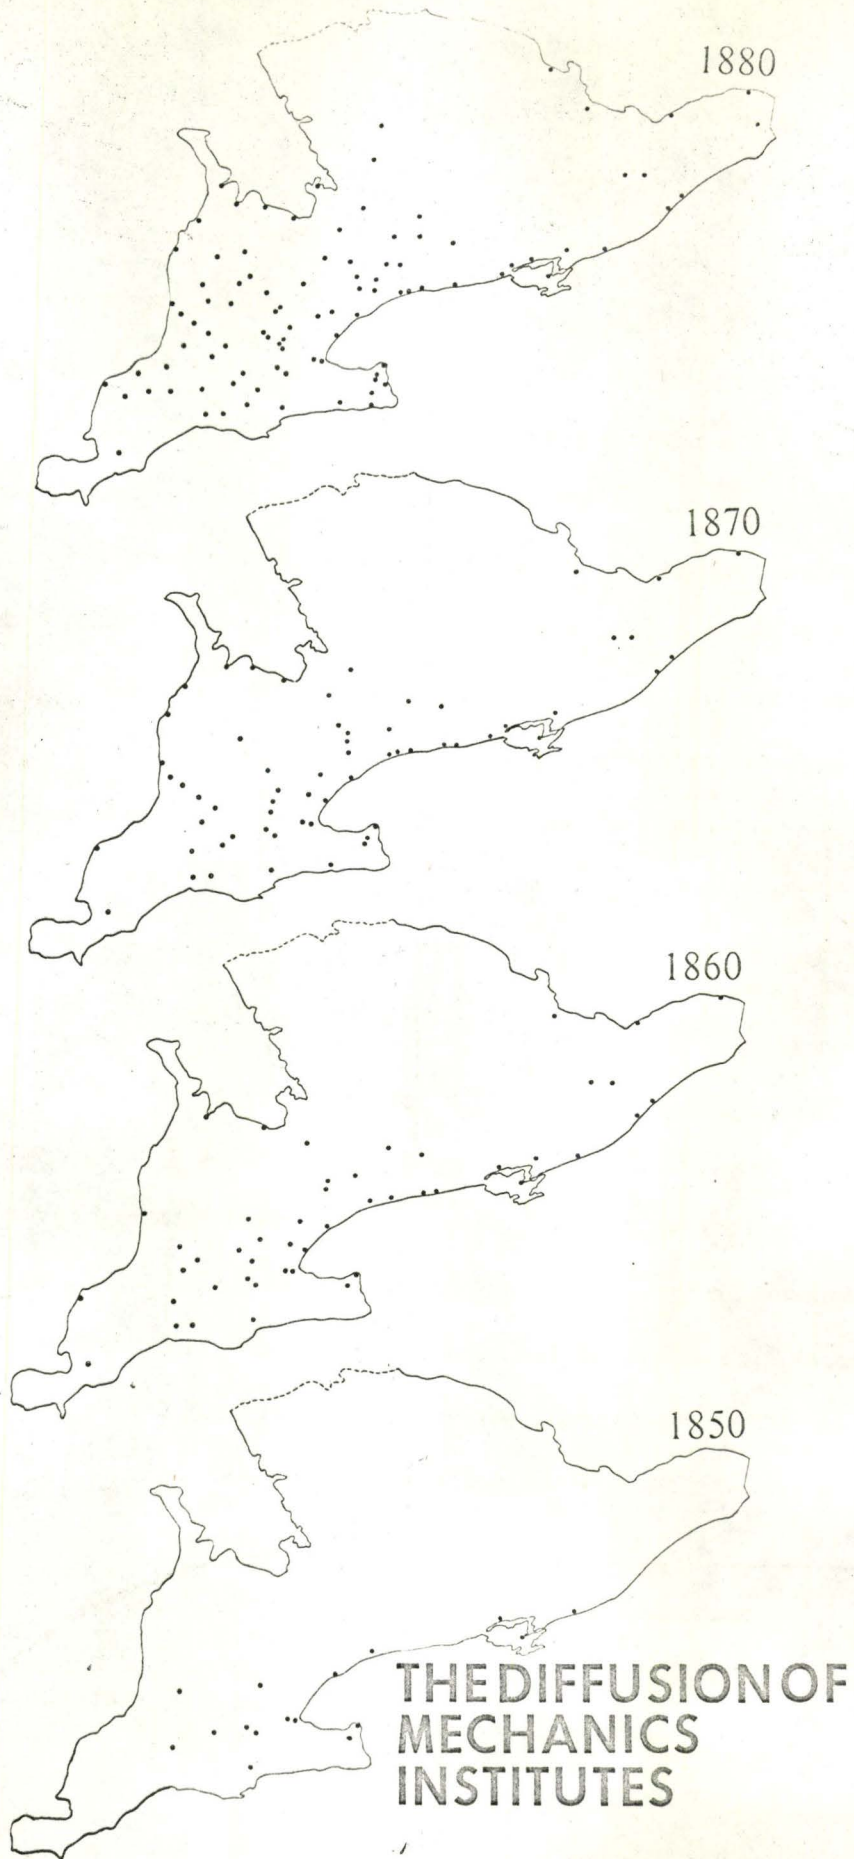 1880
1870
1860
1850
THE DIFFUSION OF
MECHANICS
INSTITUTES